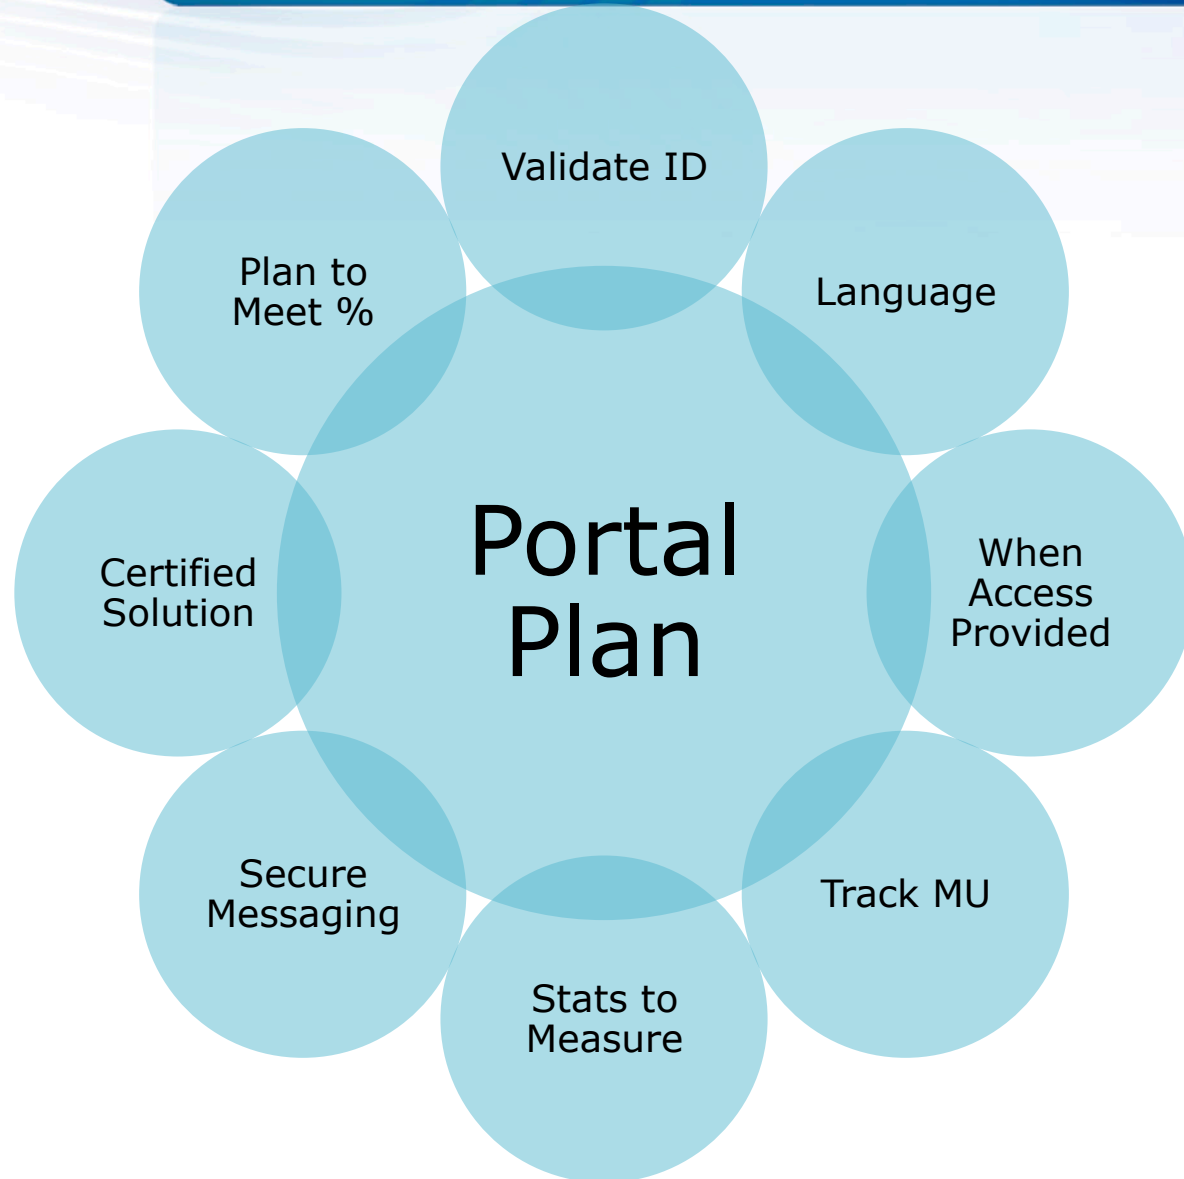 Validate ID
Language
When
Access
Provided
Track MU
Stats to
Measure
Secure
Messaging
Certified
Solution
Plan to
Meet %
Portal
Plan